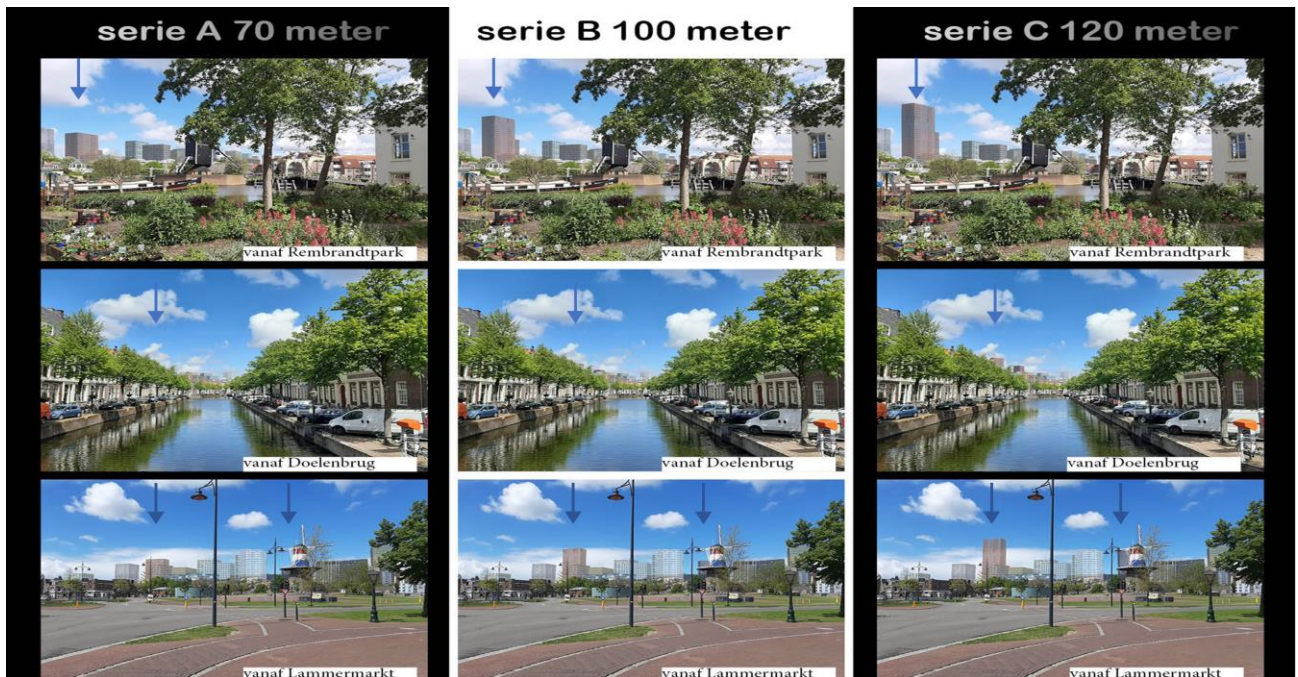 serie A 70 meter
serie B 100 meter
serie C 120 meter
vanaf Rembrandtpark
vanaf Rembrandtpark
vanaf Rembrandtpark
vanaf Doelenbrug
vanaf Doelenbrug
vanaf Doelenbrug
vanaf Lammermarkt
vanaf Lammermarkt
vanaf Lammermarkt